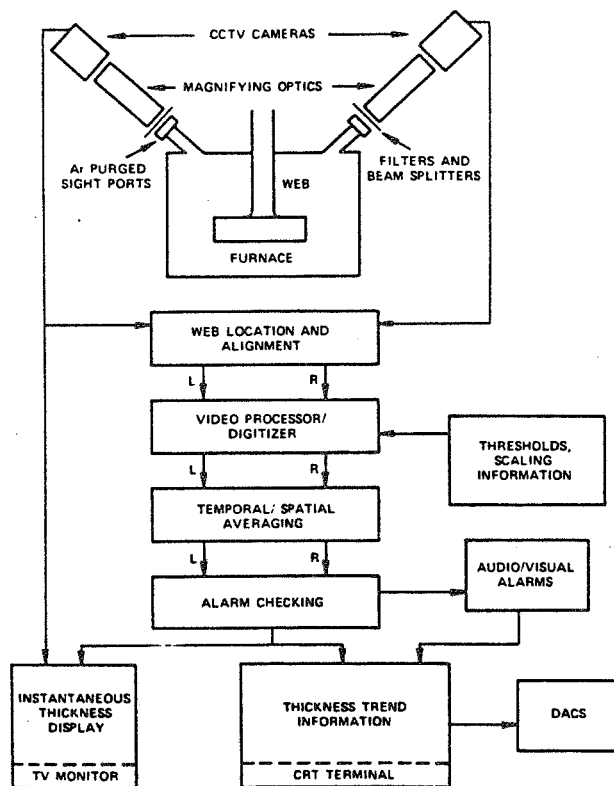 CCTV CAMERAS
MAGNIFYING OPTICS
Ar PURGED
SIGHT PORTS
FILTERS AND
BEAM SPLITTERS
WEB
FURNACE
WEB LOCATION AND
ALIGNMENT
L R
VIDEO PROCESSOR/
DIGITIZER
THRESHOLDS,
SCALING
INFORMATION
L R
TEMPORAL/ SPATIAL
AVERAGING
L R
ALARM CHECKING
AUDIO/VISUAL
ALARMS
INSTANTANEOUS
THICKNESS
DISPLAY
TV MONITOR
THICKNESS TREND
INFORMATION
CRT TERMINAL
DACS